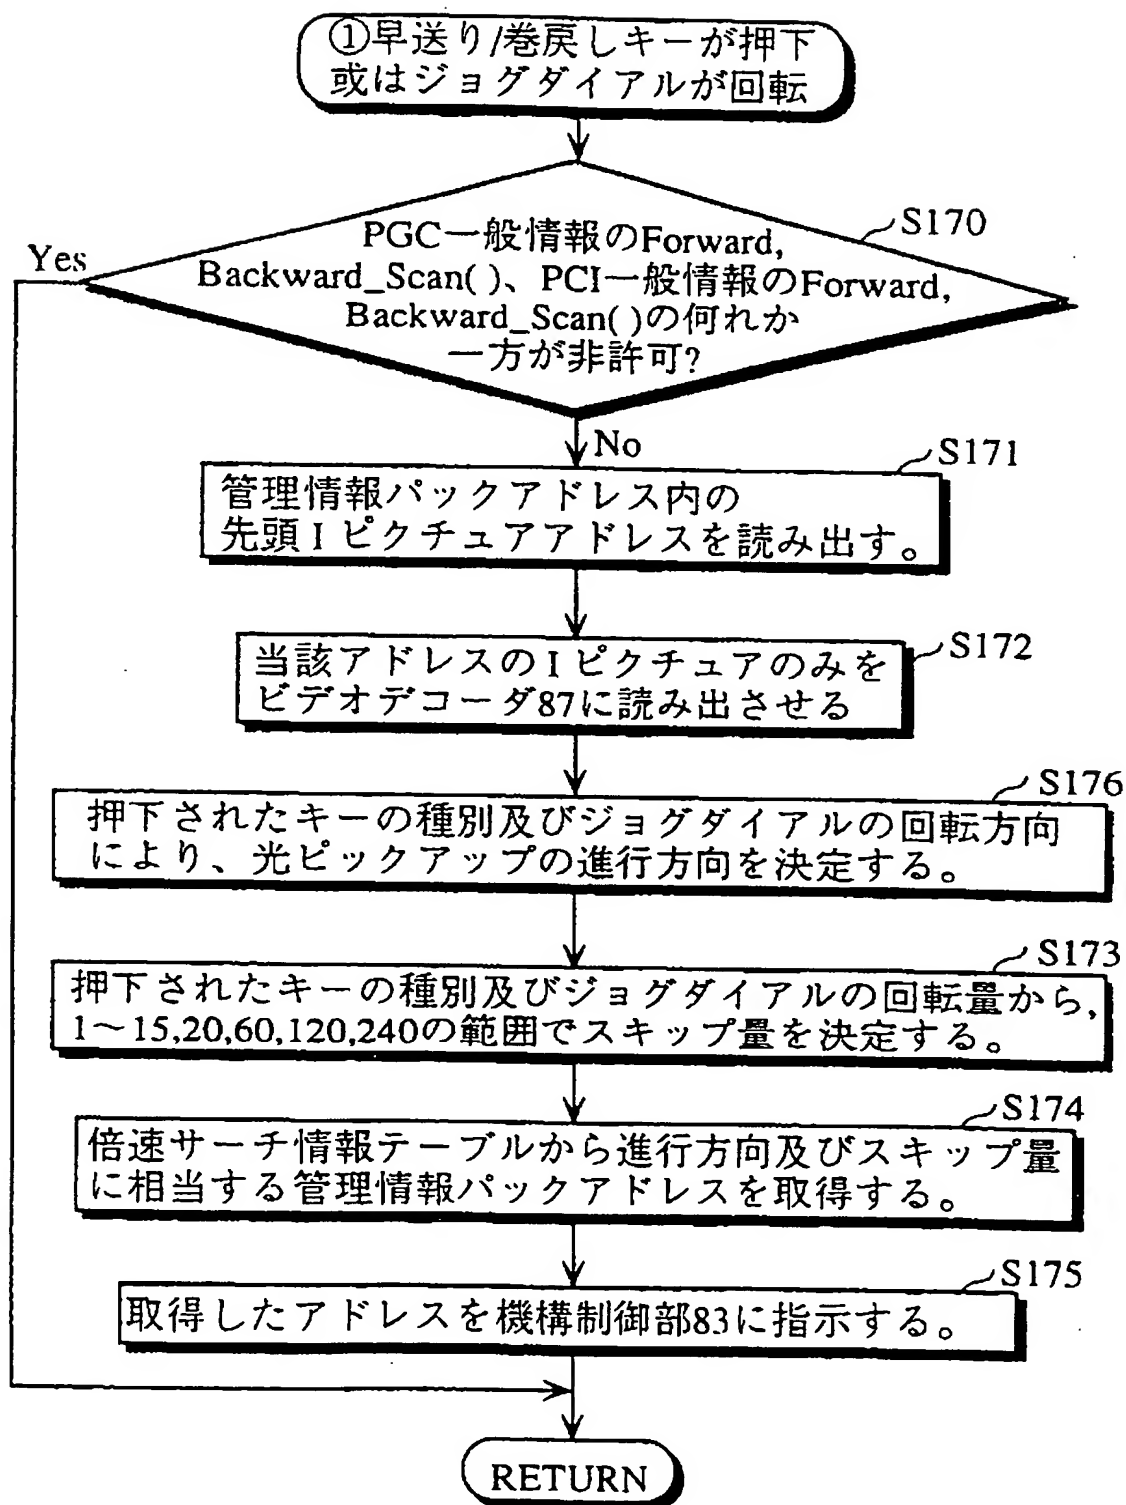 ①早送り/巻戻しキーが押下
或はジョグダイアルが回転
S170
PGC一般情報のForward,
Backward_Scan( )、PCI一般情報のForward,
Backward_Scan( )の何れか
一方が非許可?
Yes
No
S171
管理情報パックアドレス内の
先頭Iピクチュアアドレスを読み出す。
S172
当該アドレスのIピクチュアのみを
ビデオデコーダ87に読み出させる
S176
押下されたキーの種別及びジョグダイアルの回転方向
により、光ピックアップの進行方向を決定する。
S173
押下されたキーの種別及びジョグダイアルの回転量から,
1〜15,20,60,120,240の範囲でスキップ量を決定する。
S174
倍速サーチ情報テーブルから進行方向及びスキップ量
に相当する管理情報パックアドレスを取得する。
S175
取得したアドレスを機構制御部83に指示する。
RETURN